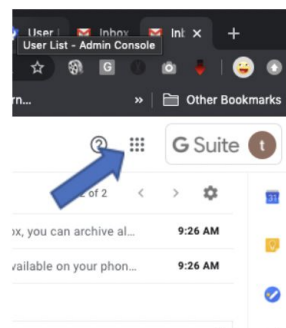 User Inbox Inl × +
User List - Admin Console
G
rn... » Other Bookmarks
? G Suite t
of 2 < >
31
ox, you can archive al... 9:26 AM
vailable on your phon... 9:26 AM